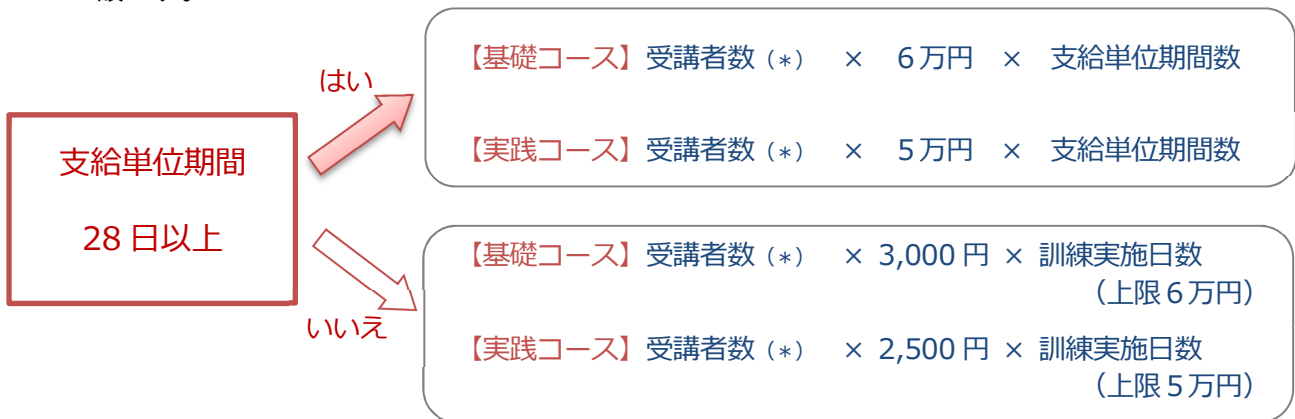 はい
【基礎コース】受講者数（*） × 6万円 × 支給単位期間数
【実践コース】受講者数（*） × 5万円 × 支給単位期間数
支給単位期間
28日以上
いいえ
【基礎コース】受講者数（*） × 3,000円 × 訓練実施日数
（上限6万円）
【実践コース】受講者数（*） × 2,500円 × 訓練実施日数
（上限5万円）